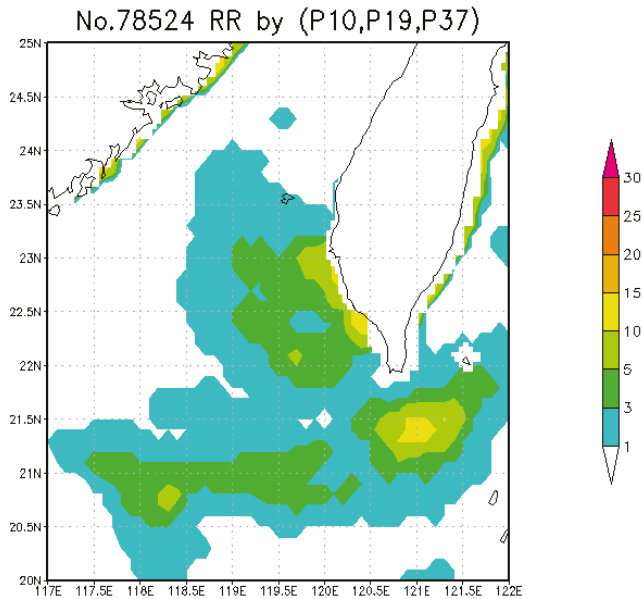 No.78524 RR by (P10,P19,P37)
25N
24.5N
24N
23.5N
23N
22.5N
22N
21.5N
21N
20.5N
20N
117E 117.5E 118E 118.5E 119E 119.5E 120E 120.5E 121E 121.5E 122E
30
25
20
15
10
5
3
1